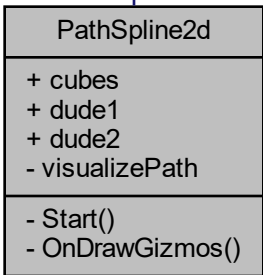 PathSpline2d
+ cubes
+ dude1
+ dude2
- visualizePath
- Start()
- OnDrawGizmos()